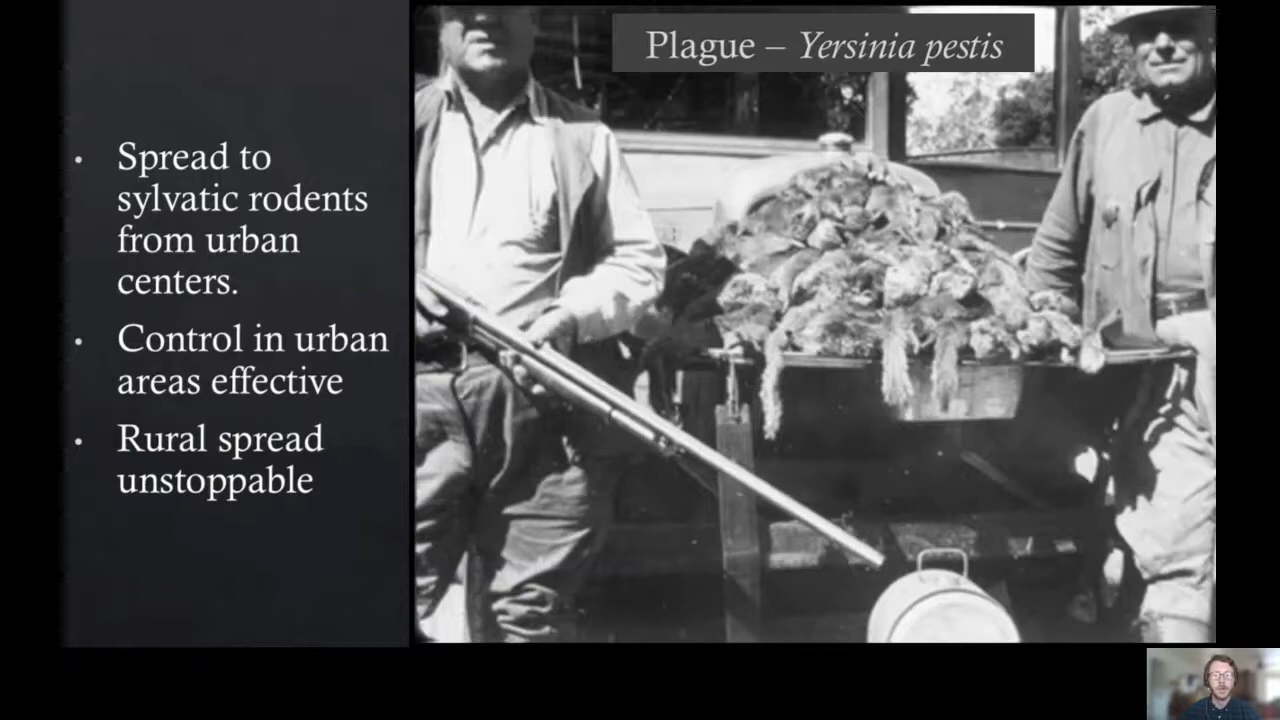 Plague – Yersinia pestis
• Spread to
sylvatic rodents
from urban
centers.
• Control in urban
areas effective
• Rural spread
unstoppable